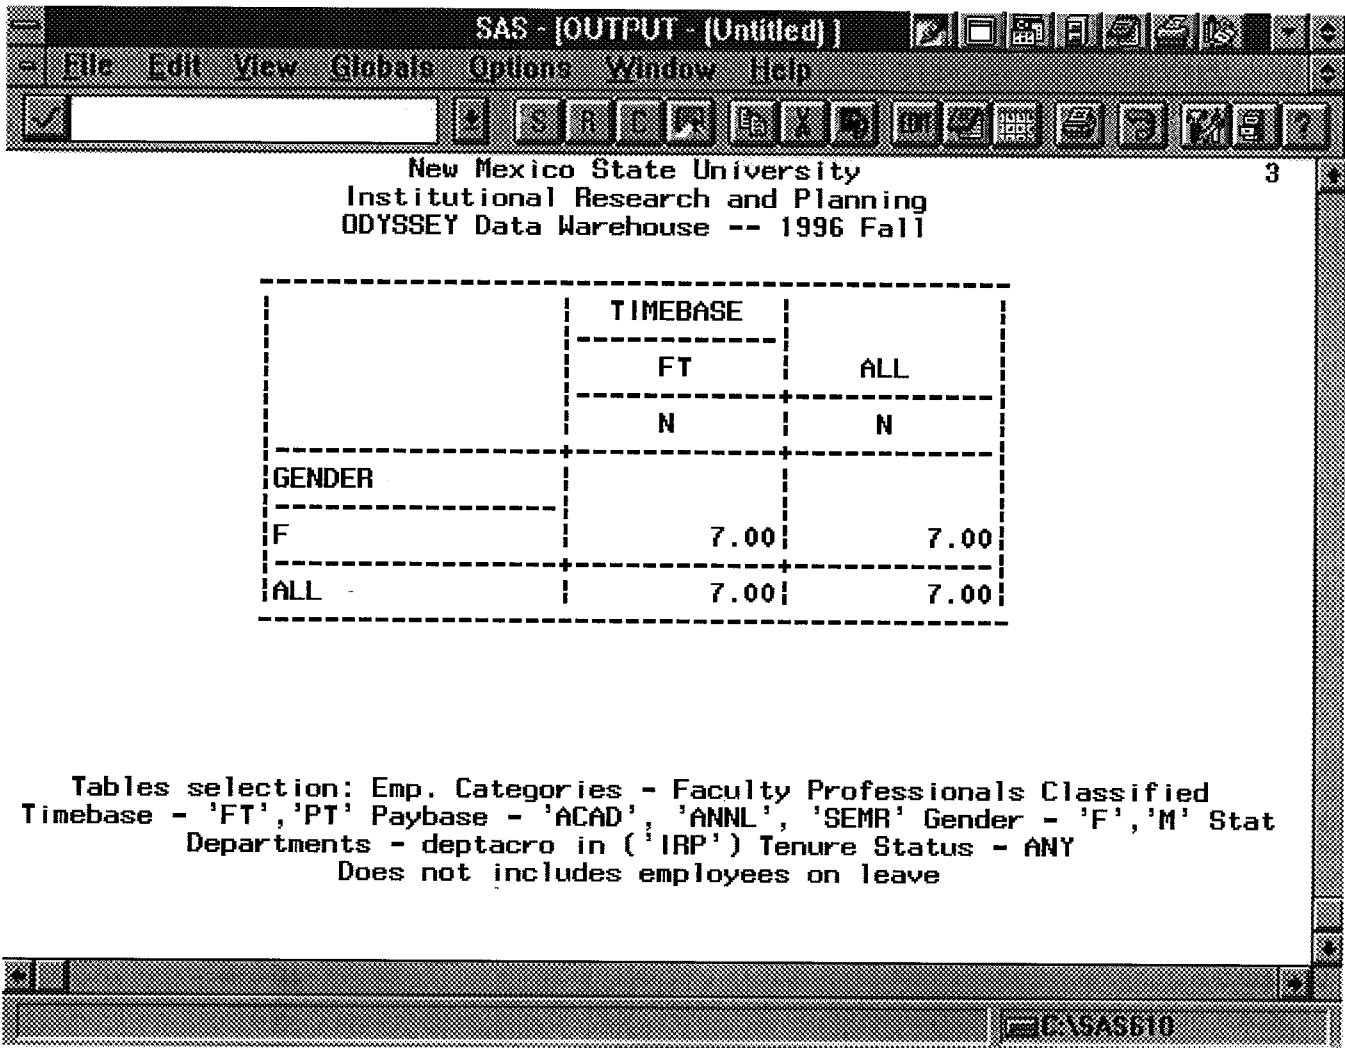 SAS - [OUTPUT - (Untitled) ]
File Edit View Globals Options Window Help
S R C EDIT ?
New Mexico State University 3
Institutional Research and Planning
ODYSSEY Data Warehouse -- 1996 Fall
TIMEBASE
FT ALL
N N
GENDER
F 7.00 7.00
ALL 7.00 7.00
Tables selection: Emp. Categories - Faculty Professionals Classified
Timebase - 'FT','PT' Paybase - 'ACAD', 'ANNL', 'SEMR' Gender - 'F','M' Stat
Departments - deptacro in ('IRP') Tenure Status - ANY
Does not includes employees on leave
C:\SAS610